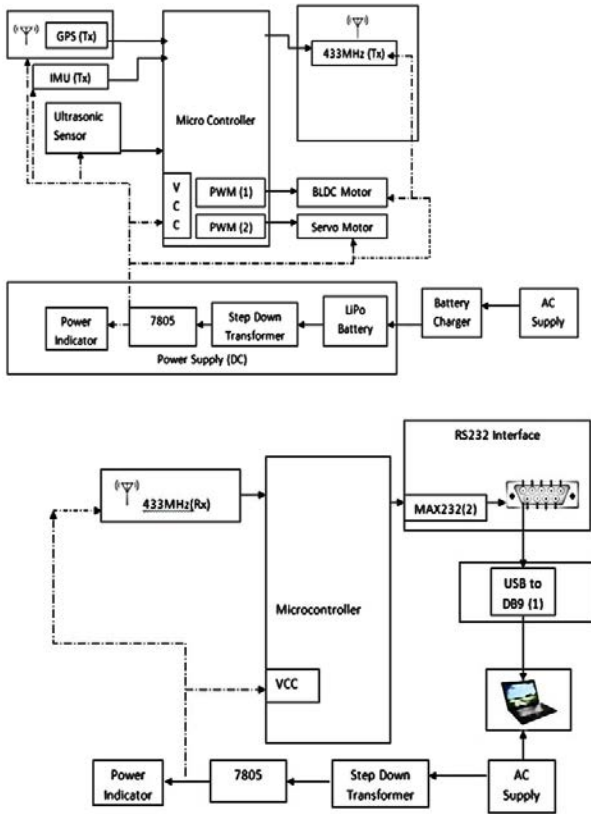 GPS (Tx)
IMU (Tx)
Ultrasonic
Sensor
Micro Controller
433MHz (Tx)
V
C
C
PWM (1)
PWM (2)
BLDC Motor
Servo Motor
Power
Indicator
7805
Step Down
Transformer
LiPo
Battery
Battery
Charger
AC
Supply
Power Supply (DC)
RS232 Interface
433MHz(Rx)
MAX232(2)
Microcontroller
USB to
DB9 (1)
VCC
Power
Indicator
7805
Step Down
Transformer
AC
Supply